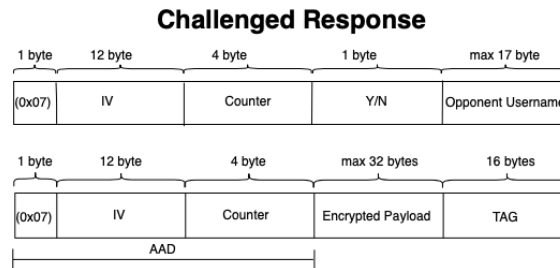 Challenged Response
1 byte 12 byte 4 byte 1 byte max 17 byte
(0x07) IV Counter Y/N Opponent Username
1 byte 12 byte 4 byte max 32 bytes 16 bytes
(0x07) IV Counter Encrypted Payload TAG
AAD